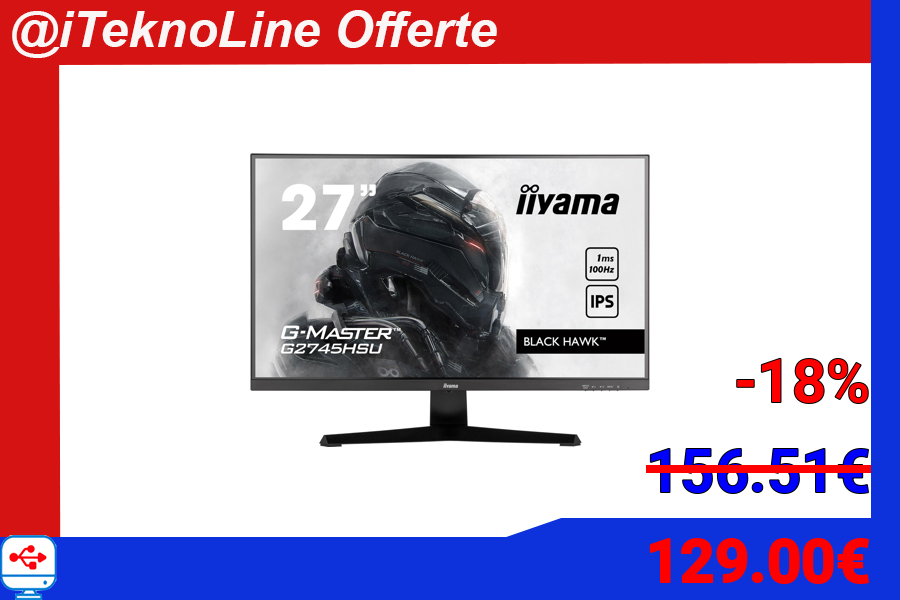 @iTeknoLine Offerte
27”
iiyama
1ms
100Hz
IPS
G-MASTER™
G2745HSU
BLACK HAWK™
iiyama
-18%
156.51€
129.00€